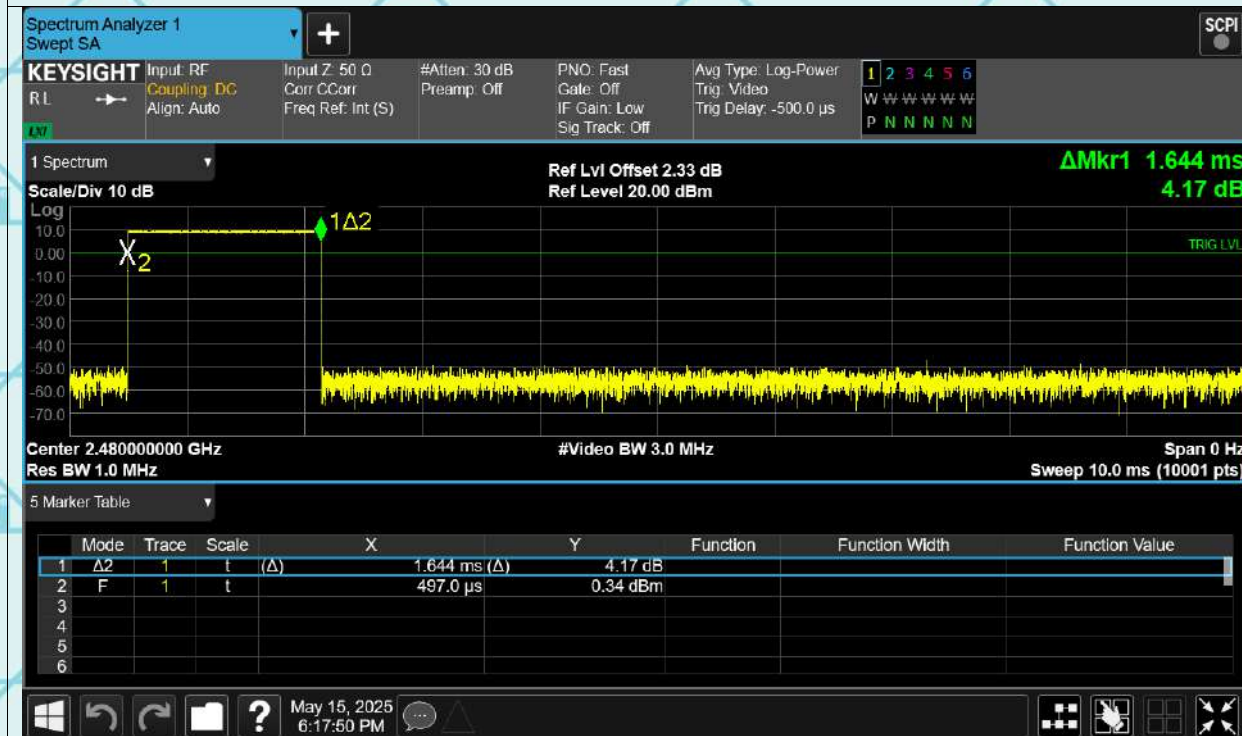 Spectrum Analyzer 1
Swept SA
+
SCPI
KEYSIGHT Input: RF Input Z: 50 Ω #Atten: 30 dB PNO: Fast Avg Type: Log-Power 1 2 3 4 5 6
RL Coupling: DC Corr CCorr Preamp: Off Gate: Off Trig: Video W W W W W W
Align: Auto Freq Ref: Int (S) IF Gain: Low Trig Delay: -500.0 µs P N N N N N
LXI Sig Track: Off
1 Spectrum Ref Lvl Offset 2.33 dB ΔMkr1 1.644 ms
Scale/Div 10 dB Ref Level 20.00 dBm 4.17 dB
Log
1Δ2
10.0
TRIG LVL
0.00
2
-10.0
-20.0
-30.0
-40.0
-50.0
-60.0
-70.0
Center 2.480000000 GHz #Video BW 3.0 MHz Span 0 Hz
Res BW 1.0 MHz Sweep 10.0 ms (10001 pts)
5 Marker Table
Mode Trace Scale X Y Function Function Width Function Value
1 Δ2 1 t (Δ) 1.644 ms (Δ) 4.17 dB
2 F 1 t 497.0 µs 0.34 dBm
3
4
5
6
? May 15, 2025
6:17:50 PM